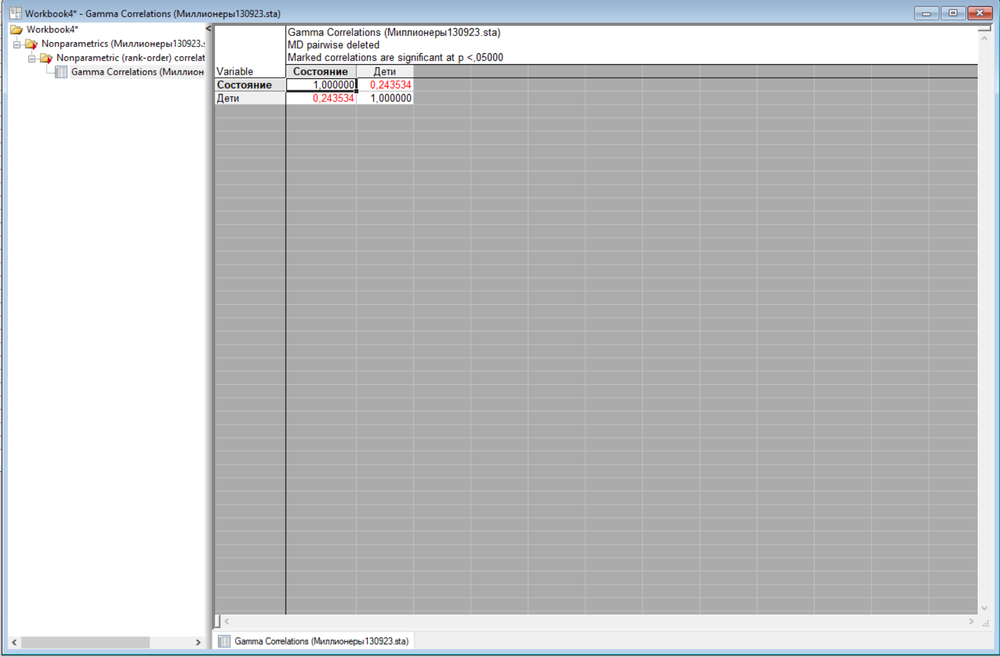 Workbook4* - Gamma Correlations (Миллионеры130923.sta)
Workbook4*
Nonparametrics (Миллионеры130923.s
Nonparametric (rank-order) correlat
Gamma Correlations (Миллион
Gamma Correlations (Миллионеры130923.sta)
MD pairwise deleted
Marked correlations are significant at p <,05000
Variable Состояние Дети
Состояние 1,000000 0,243534
Дети 0,243534 1,000000
Gamma Correlations (Миллионеры130923.sta)